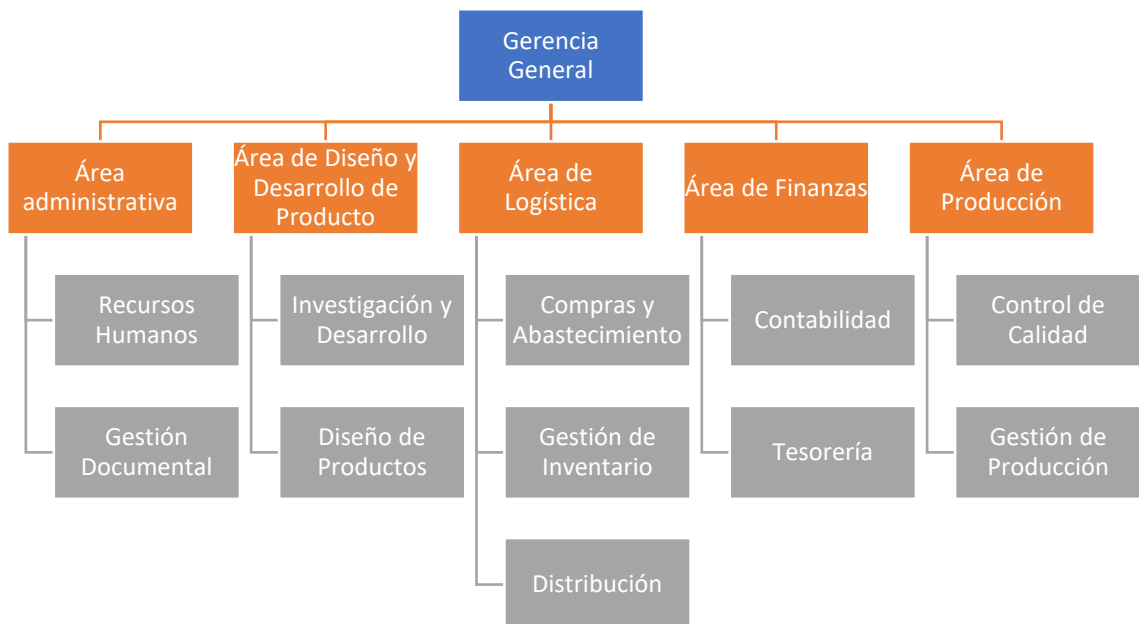 Gerencia
General
Área
administrativa
Área de Diseño y
Desarrollo de
Producto
Área de
Logística
Área de Finanzas
Área de
Producción
Recursos
Humanos
Investigación y
Desarrollo
Compras y
Abastecimiento
Contabilidad
Control de
Calidad
Gestión
Documental
Diseño de
Productos
Gestión de
Inventario
Tesorería
Gestión de
Producción
Distribución